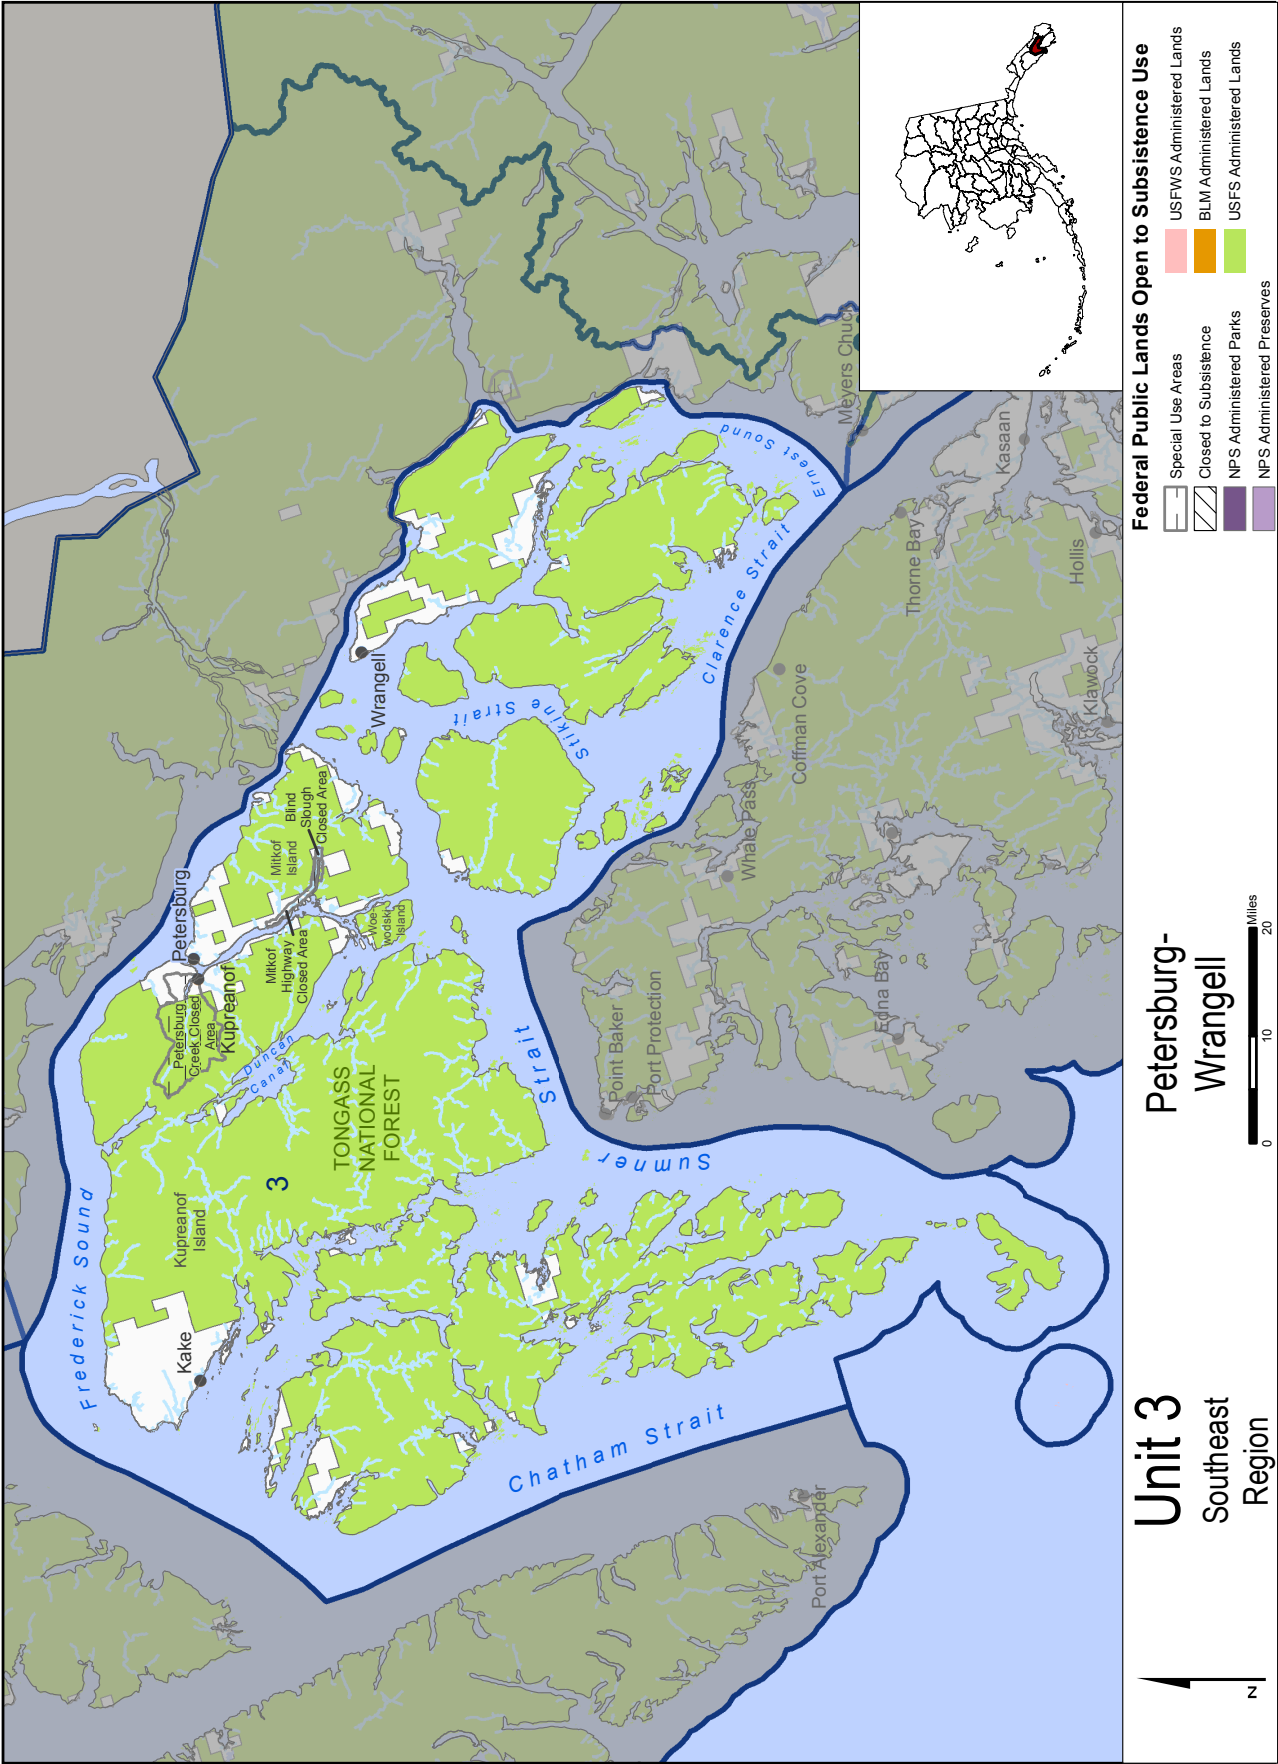 Frederick Sound
Kake
Kupreanof
Island
3
TONGASS
NATIONAL
FOREST
Petersburg
Creek Closed
Area
Kupreanof
Petersburg
Duncan
Canal
Mitkof
Highway
Closed Area
Mitkof
Island
Blind
Slough
Closed Area
Woe-
wodski
Island
Wrangell
Stikine Strait
Sumner Strait
Chatham Strait
Clarence Strait
Ernest Sound
Port Alexander
Point Baker
Port Protection
Edna Bay
Whale Pass
Coffman Cove
Thorne Bay
Kasaan
Hollis
Klawock
Meyers Chuck
N
Unit 3
Southeast
Region
Petersburg-
Wrangell
0 10 20
Miles
Federal Public Lands Open to Subsistence Use
Special Use Areas
Closed to Subsistence
NPS Administered Parks
NPS Administered Preserves
USFWS Administered Lands
BLM Administered Lands
USFS Administered Lands